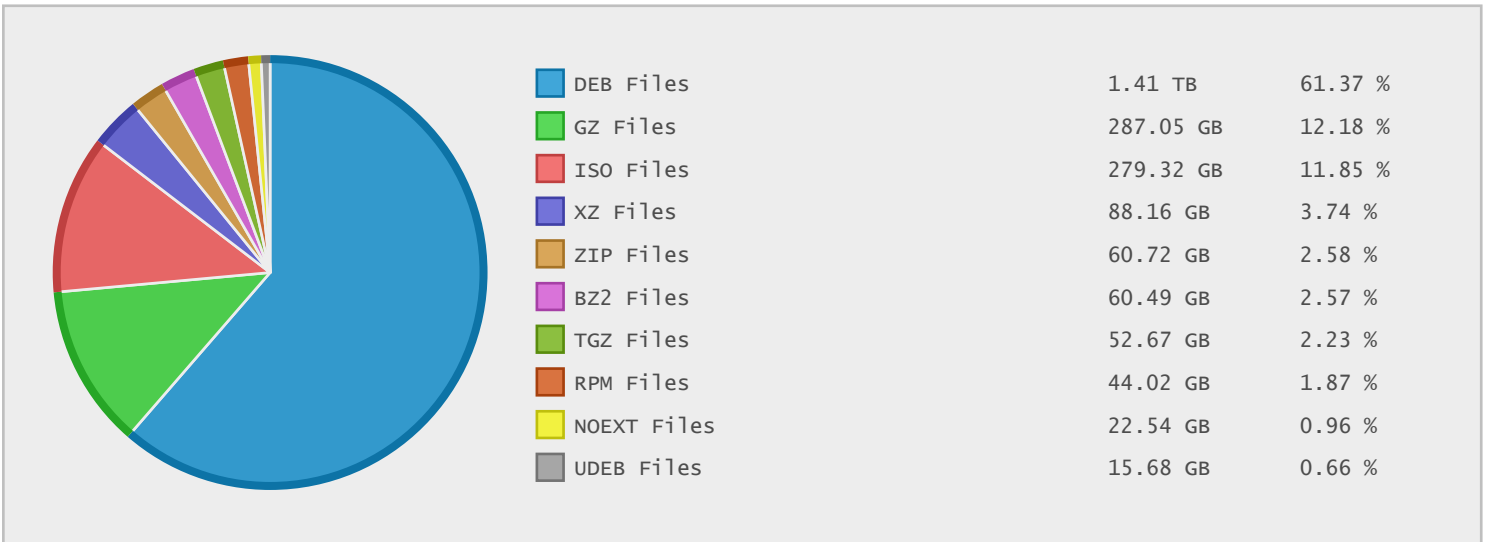 DEB Files 1.41 TB 61.37 %
GZ Files 287.05 GB 12.18 %
ISO Files 279.32 GB 11.85 %
XZ Files 88.16 GB 3.74 %
ZIP Files 60.72 GB 2.58 %
BZ2 Files 60.49 GB 2.57 %
TGZ Files 52.67 GB 2.23 %
RPM Files 44.02 GB 1.87 %
NOEXT Files 22.54 GB 0.96 %
UDEB Files 15.68 GB 0.66 %